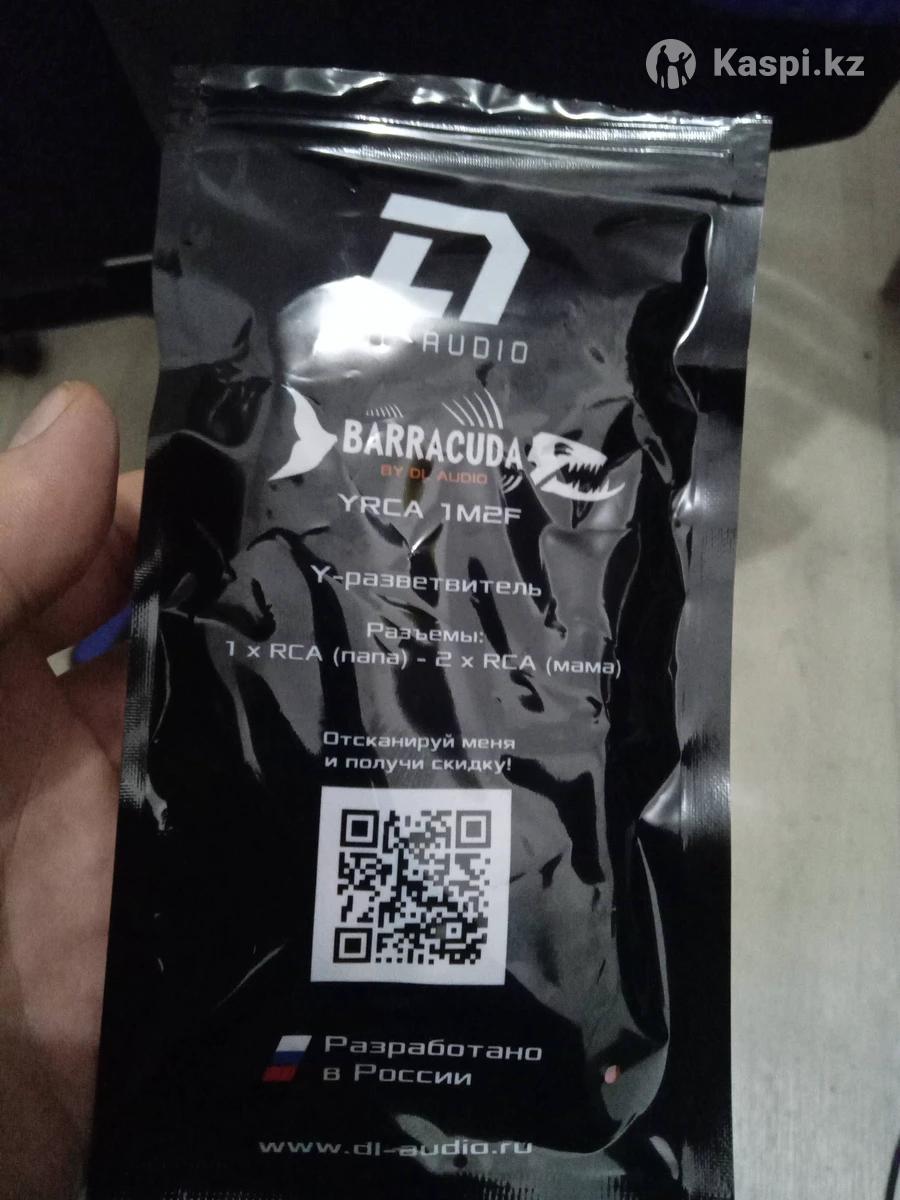 Kaspi.kz
DL AUDIO
BARRACUDA
BY DL AUDIO
YRCA 1M2F
Y-разветвитель
Разъемы:
1 x RCA (папа) - 2 x RCA (мама)
Отсканируй меня
и получи скидку!
Разработано
в России
www.dl-audio.ru